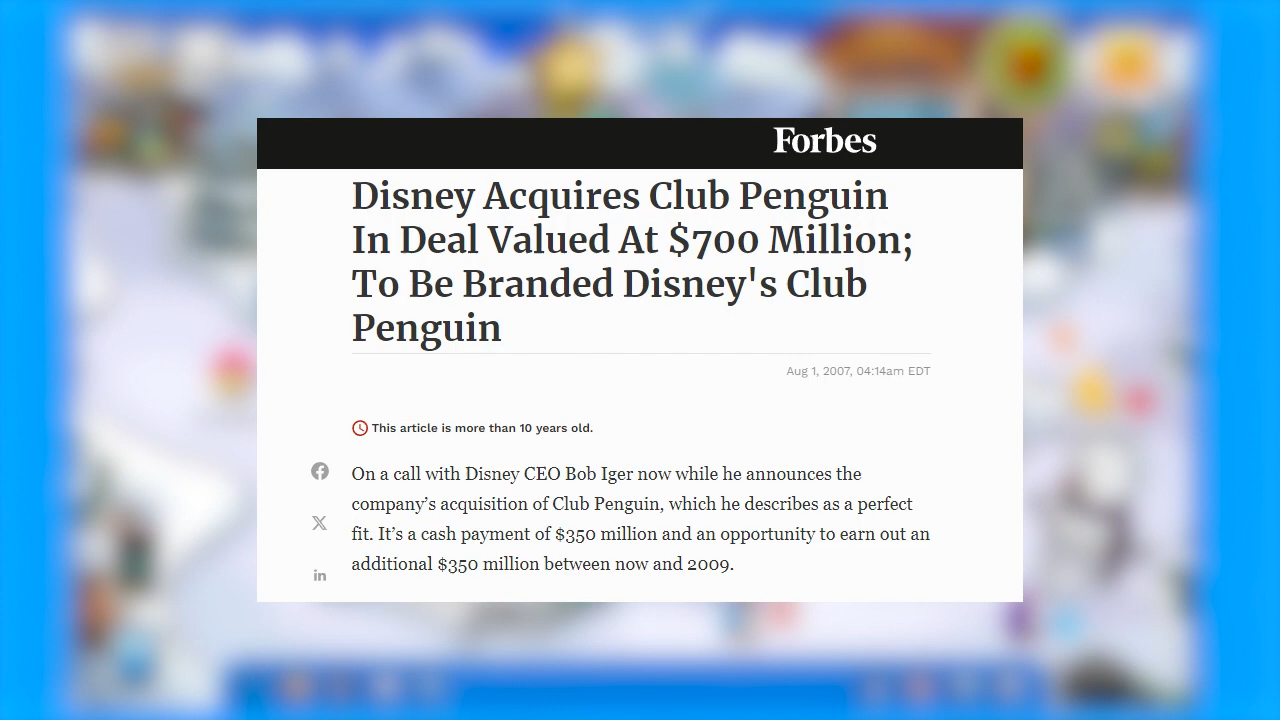 Forbes
Disney Acquires Club Penguin
In Deal Valued At $700 Million;
To Be Branded Disney's Club
Penguin
Aug 1, 2007, 04:14am EDT
This article is more than 10 years old.
On a call with Disney CEO Bob Iger now while he announces the
company’s acquisition of Club Penguin, which he describes as a perfect
fit. It’s a cash payment of $350 million and an opportunity to earn out an
additional $350 million between now and 2009.